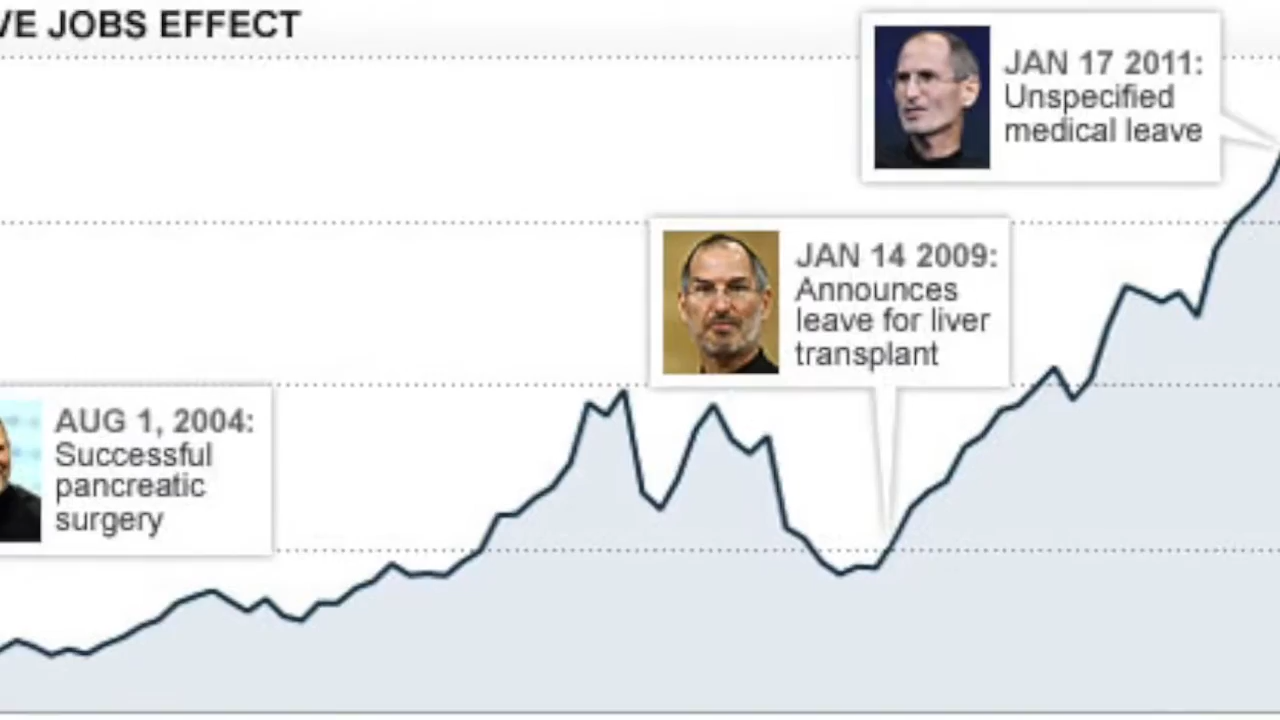 VE JOBS EFFECT
JAN 17 2011:
Unspecified
medical leave
JAN 14 2009:
Announces
leave for liver
transplant
AUG 1, 2004:
Successful
pancreatic
surgery